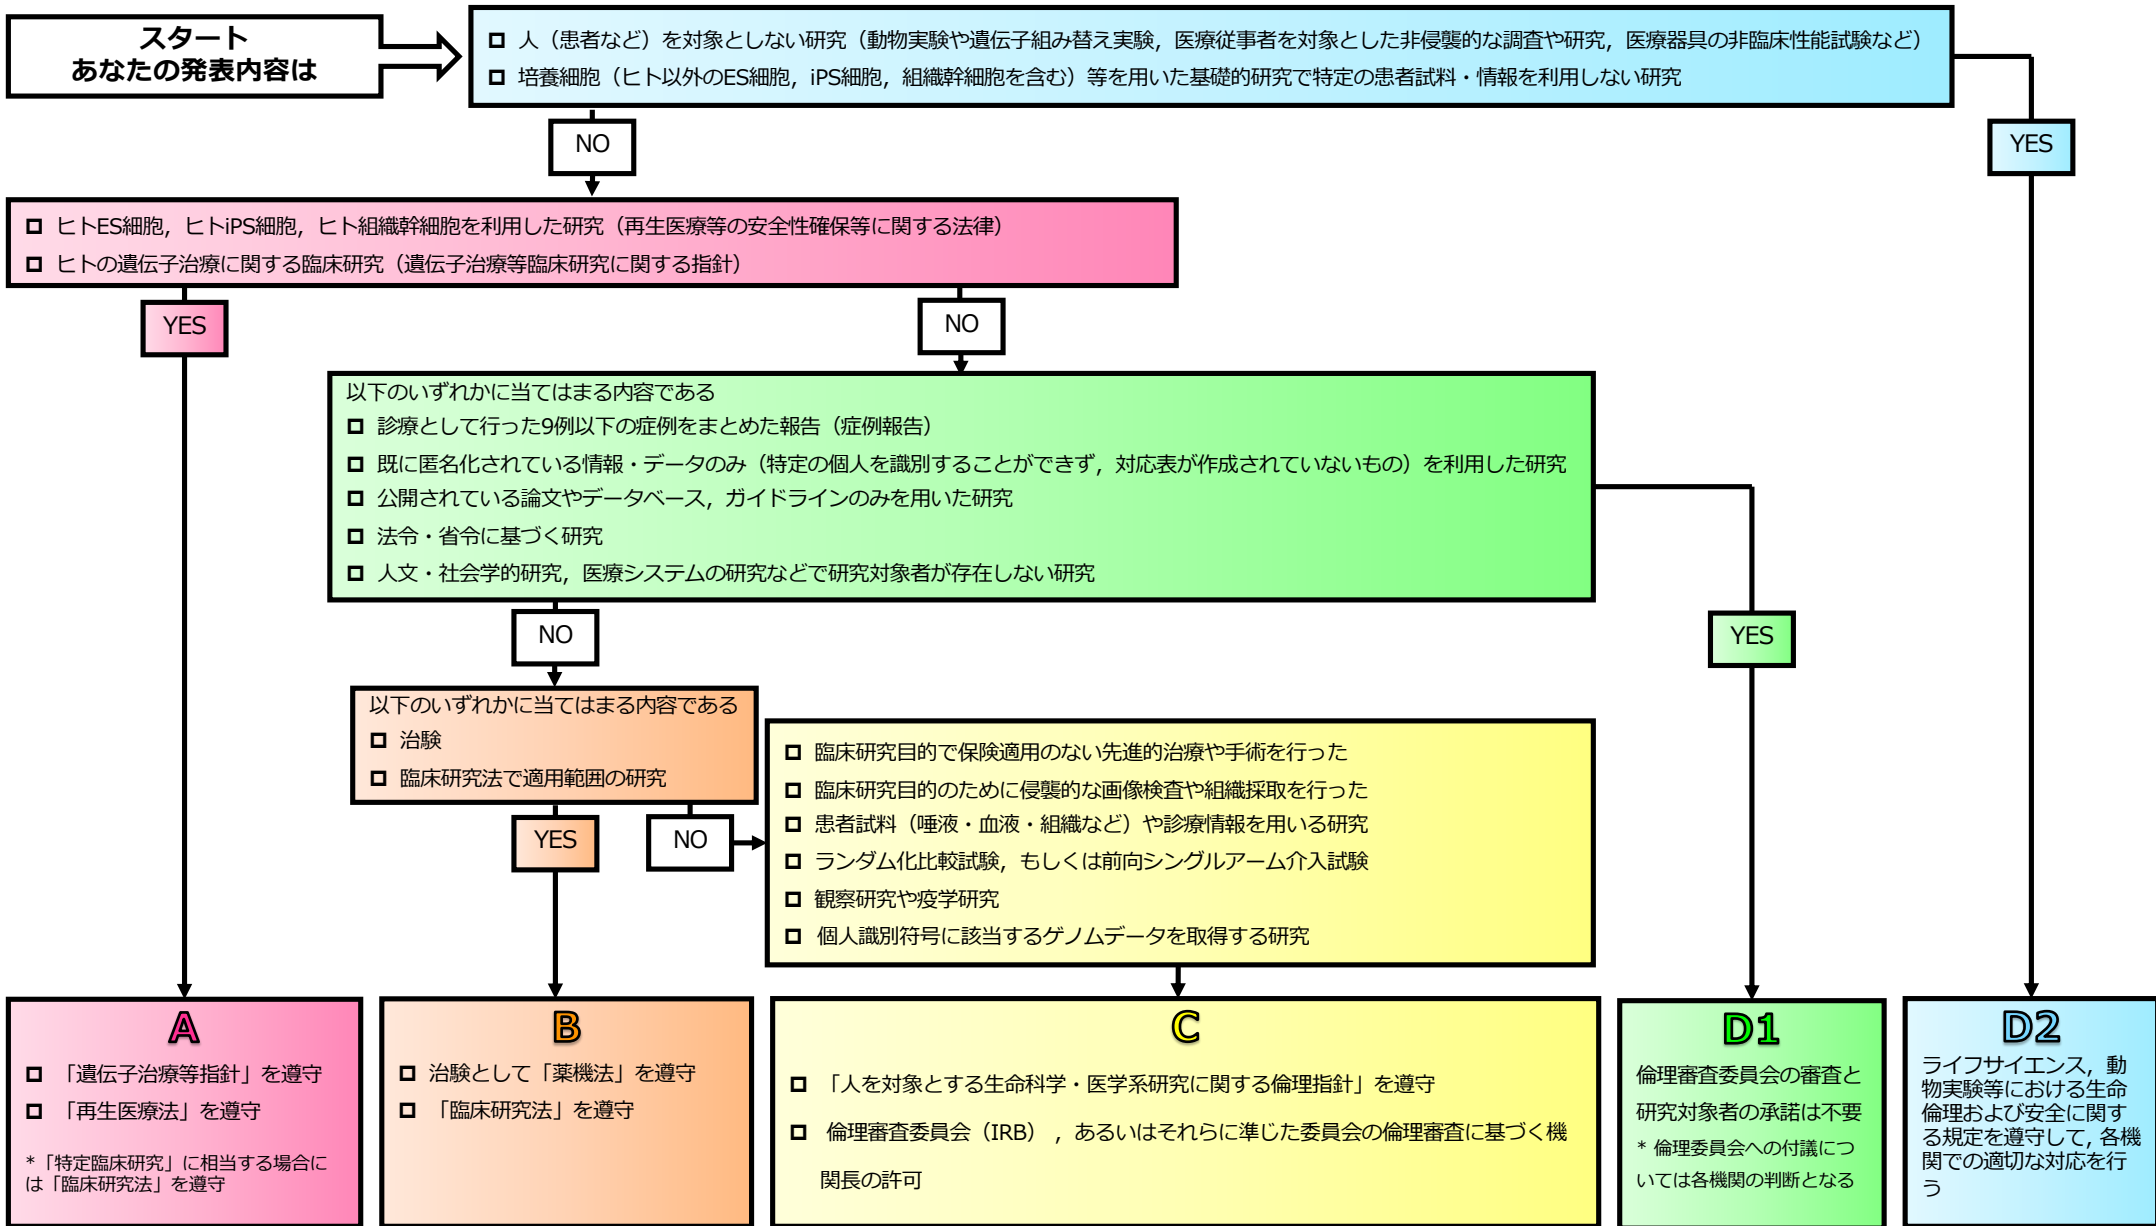 スタート
あなたの発表内容は
人（患者など）を対象としない研究（動物実験や遺伝子組み替え実験，医療従事者を対象とした非侵襲的な調査や研究，医療器具の非臨床性能試験など）
培養細胞（ヒト以外のES細胞，iPS細胞，組織幹細胞を含む）等を用いた基礎的研究で特定の患者試料・情報を利用しない研究
NO
YES
ヒトES細胞，ヒトiPS細胞，ヒト組織幹細胞を利用した研究（再生医療等の安全性確保等に関する法律）
ヒトの遺伝子治療に関する臨床研究（遺伝子治療等臨床研究に関する指針）
YES
NO
以下のいずれかに当てはまる内容である
診療として行った9例以下の症例をまとめた報告（症例報告）
既に匿名化されている情報・データのみ（特定の個人を識別することができず，対応表が作成されていないもの）を利用した研究
公開されている論文やデータベース，ガイドラインのみを用いた研究
法令・省令に基づく研究
人文・社会学的研究，医療システムの研究などで研究対象者が存在しない研究
NO
YES
以下のいずれかに当てはまる内容である
治験
臨床研究法で適用範囲の研究
YES
NO
臨床研究目的で保険適用のない先進的治療や手術を行った
臨床研究目的のために侵襲的な画像検査や組織採取を行った
患者試料（唾液・血液・組織など）や診療情報を用いる研究
ランダム化比較試験，もしくは前向シングルアーム介入試験
観察研究や疫学研究
個人識別符号に該当するゲノムデータを取得する研究
A
「遺伝子治療等指針」を遵守
「再生医療法」を遵守
*「特定臨床研究」に相当する場合に
は「臨床研究法」を遵守
B
治験として「薬機法」を遵守
「臨床研究法」を遵守
C
「人を対象とする生命科学・医学系研究に関する倫理指針」を遵守
倫理審査委員会（IRB），あるいはそれらに準じた委員会の倫理審査に基づく機
関長の許可
D1
倫理審査委員会の審査と
研究対象者の承諾は不要
* 倫理委員会への付議につ
いては各機関の判断となる
D2
ライフサイエンス，動
物実験等における生命
倫理および安全に関す
る規定を遵守して，各機
関での適切な対応を行
う